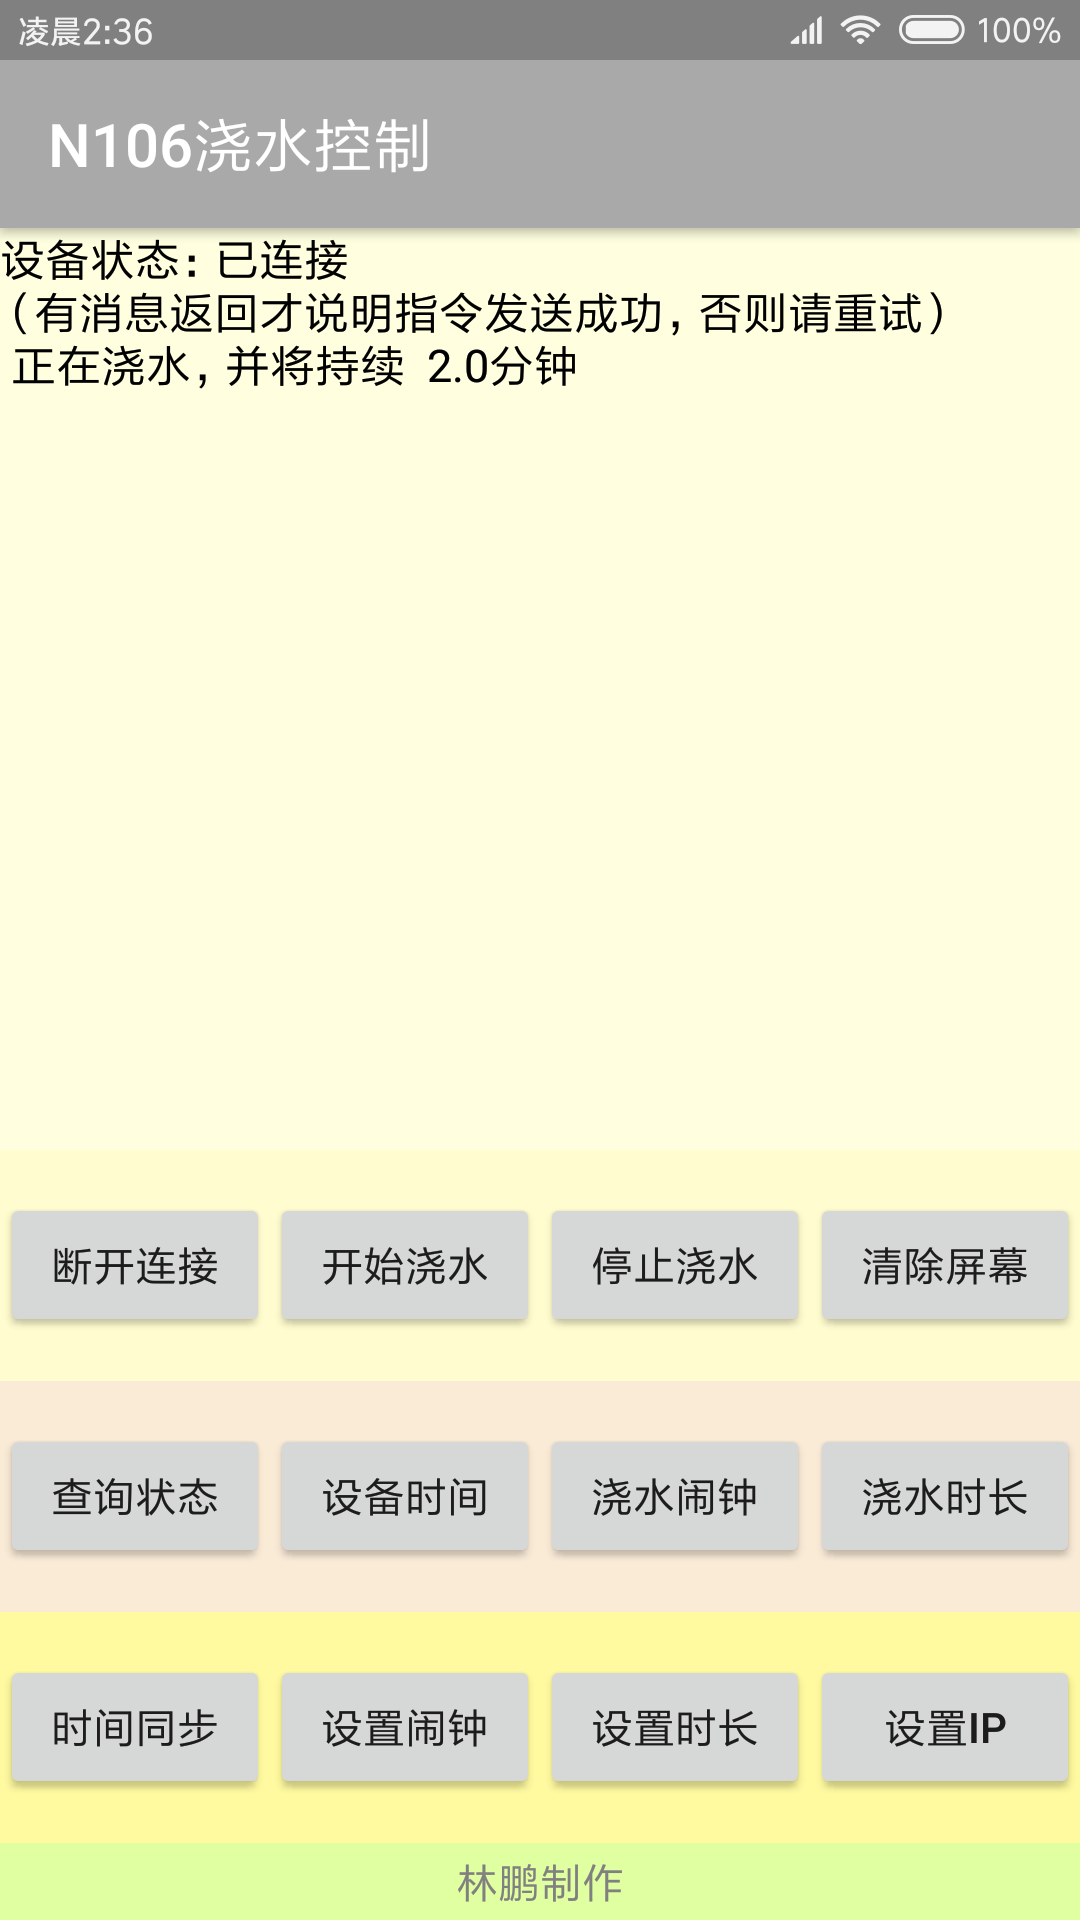 凌晨2:36 100%
N106浇水控制
设备状态：已连接
（有消息返回才说明指令发送成功，否则请重试）
正在浇水，并将持续 2.0分钟
断开连接 开始浇水 停止浇水 清除屏幕
查询状态 设备时间 浇水闹钟 浇水时长
时间同步 设置闹钟 设置时长 设置IP
林鹏制作